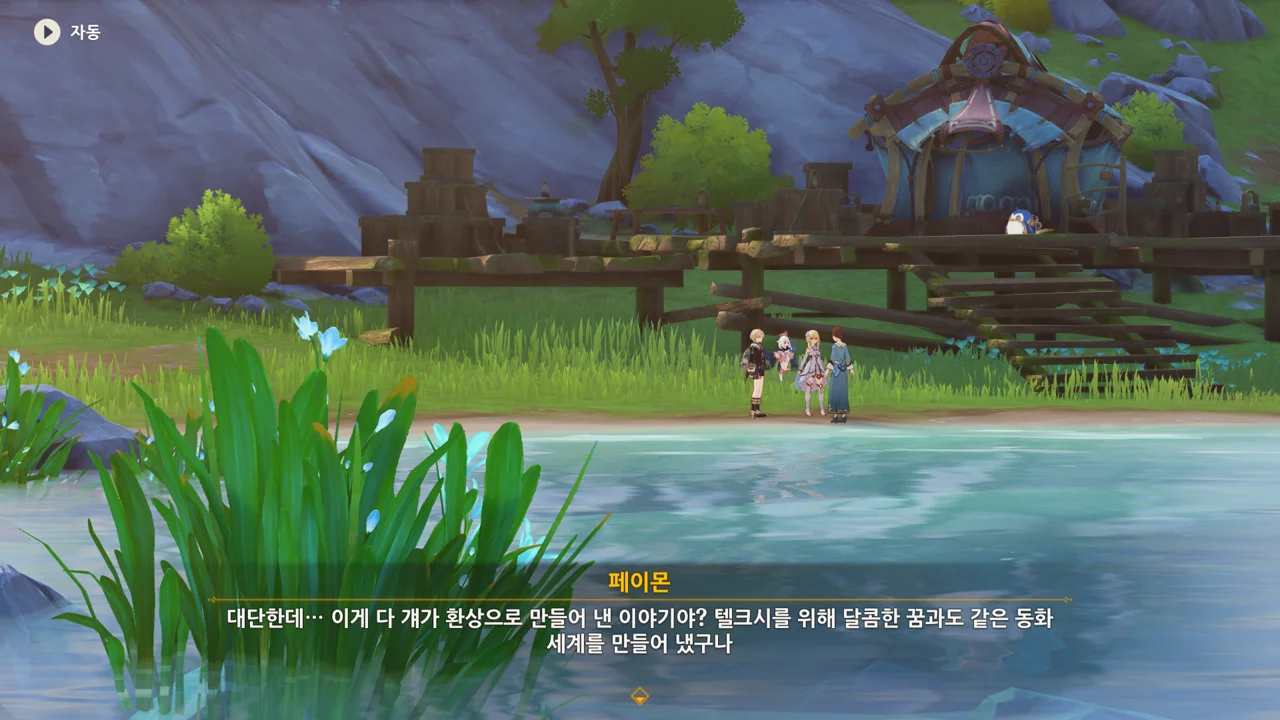 자동
페이몬
대단한데… 이게 다 걔가 환상으로 만들어 낸 이야기야? 텔크시를 위해 달콤한 꿈과도 같은 동화
세계를 만들어 냈구나